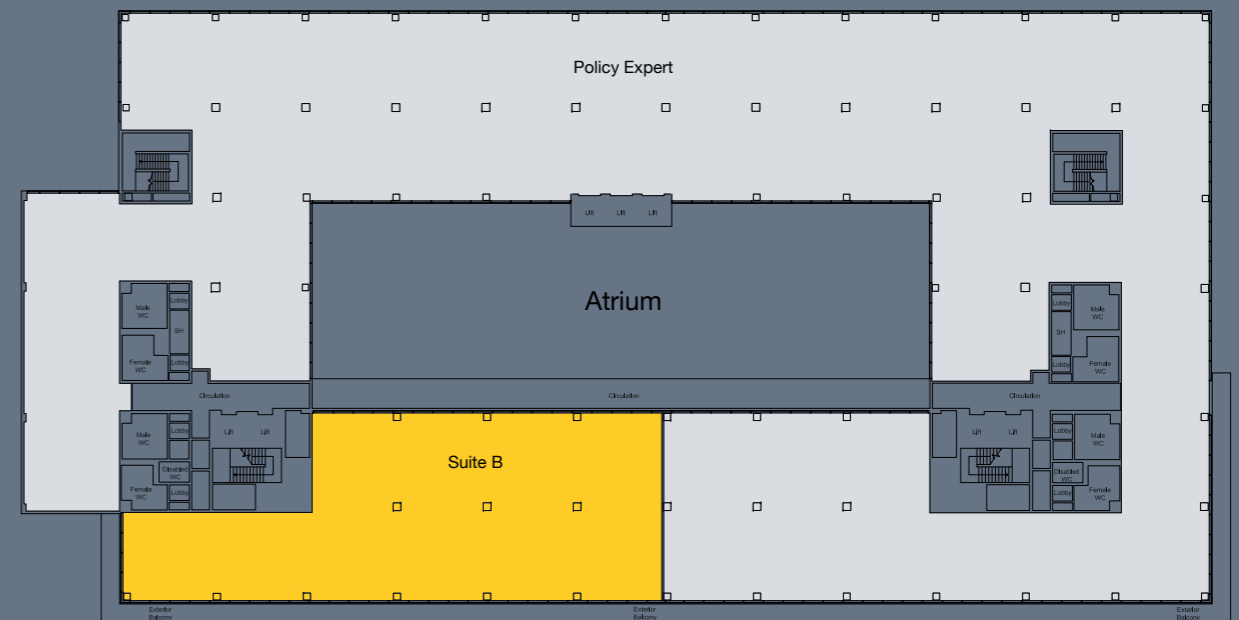 Policy Expert
Lift Lift Lift
Atrium
Lobby
Male
WC
SH
Female
WC
Lobby
Lobby
Male
WC
SH
Lobby
Female
WC
Circulation
Circulation
Circulation
Male
WC
Lobby
Lift Lift
Disabled
WC
Female
WC
Lobby
Suite B
Lift Lift
Lobby
Male
WC
Disabled
WC
Lobby
Female
WC
Exterior
Balcony
Exterior
Balcony
Exterior
Balcony